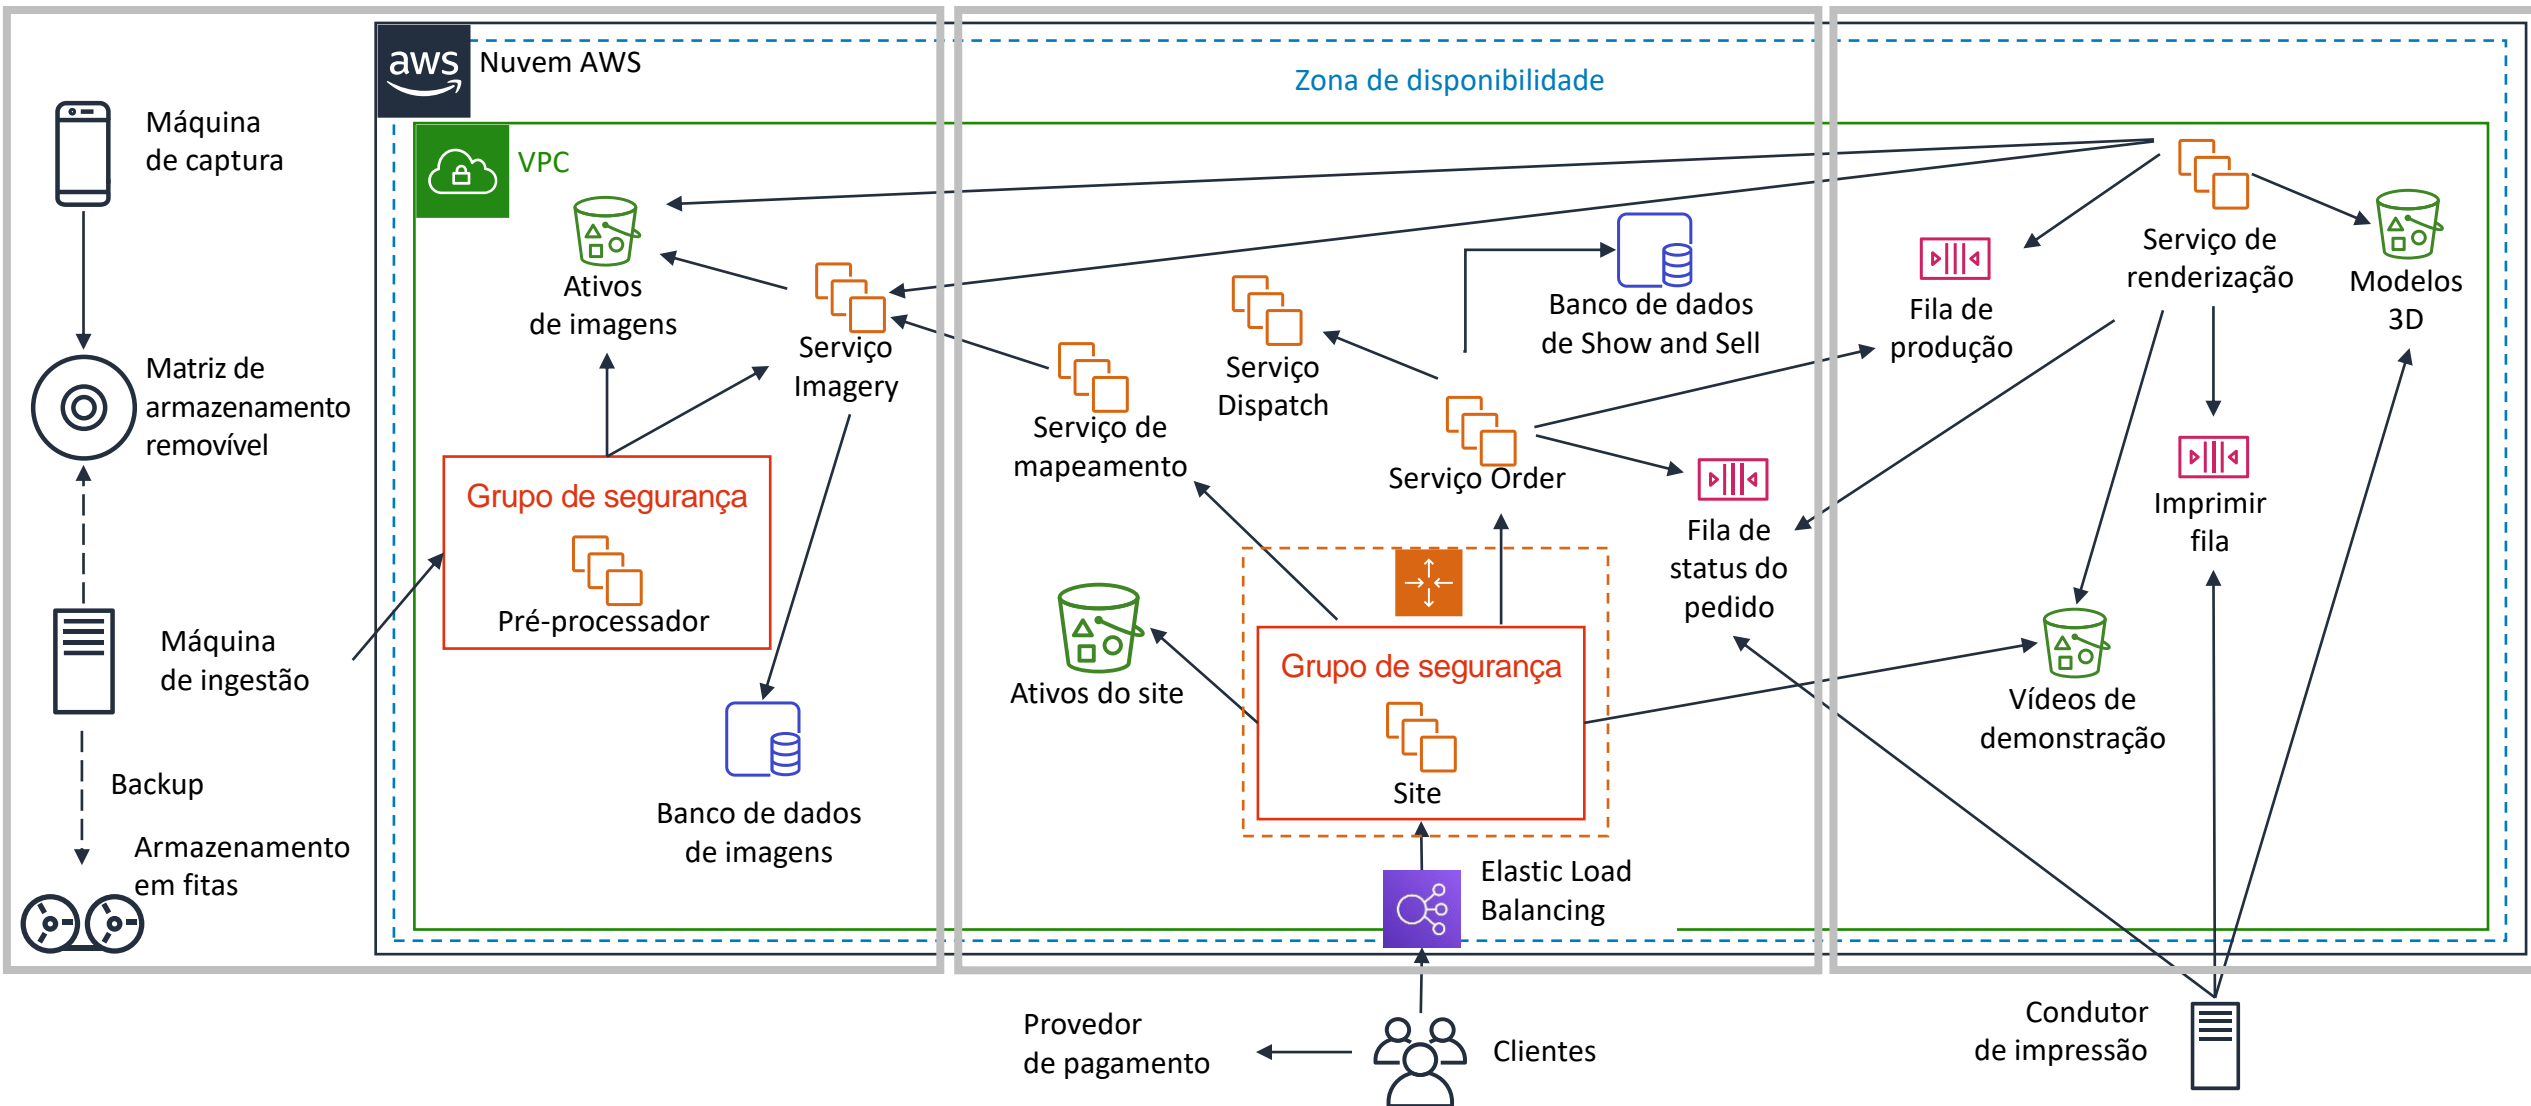 aws
Nuvem AWS
Zona de disponibilidade
VPC
Máquina
de captura
Matriz de
armazenamento
removível
Máquina
de ingestão
Backup
Armazenamento
em fitas
Ativos
de imagens
Serviço
Imagery
Grupo de segurança
Pré-processador
Banco de dados
de imagens
Serviço de
mapeamento
Serviço
Dispatch
Banco de dados
de Show and Sell
Serviço Order
Fila de
status do
pedido
Ativos do site
Grupo de segurança
Site
Elastic Load
Balancing
Provedor
de pagamento
Clientes
Serviço de
renderização
Modelos
3D
Fila de
produção
Imprimir
fila
Vídeos de
demonstração
Condutor
de impressão